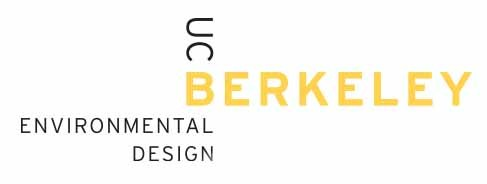 UC
BERKELEY
ENVIRONMENTAL
DESIGN